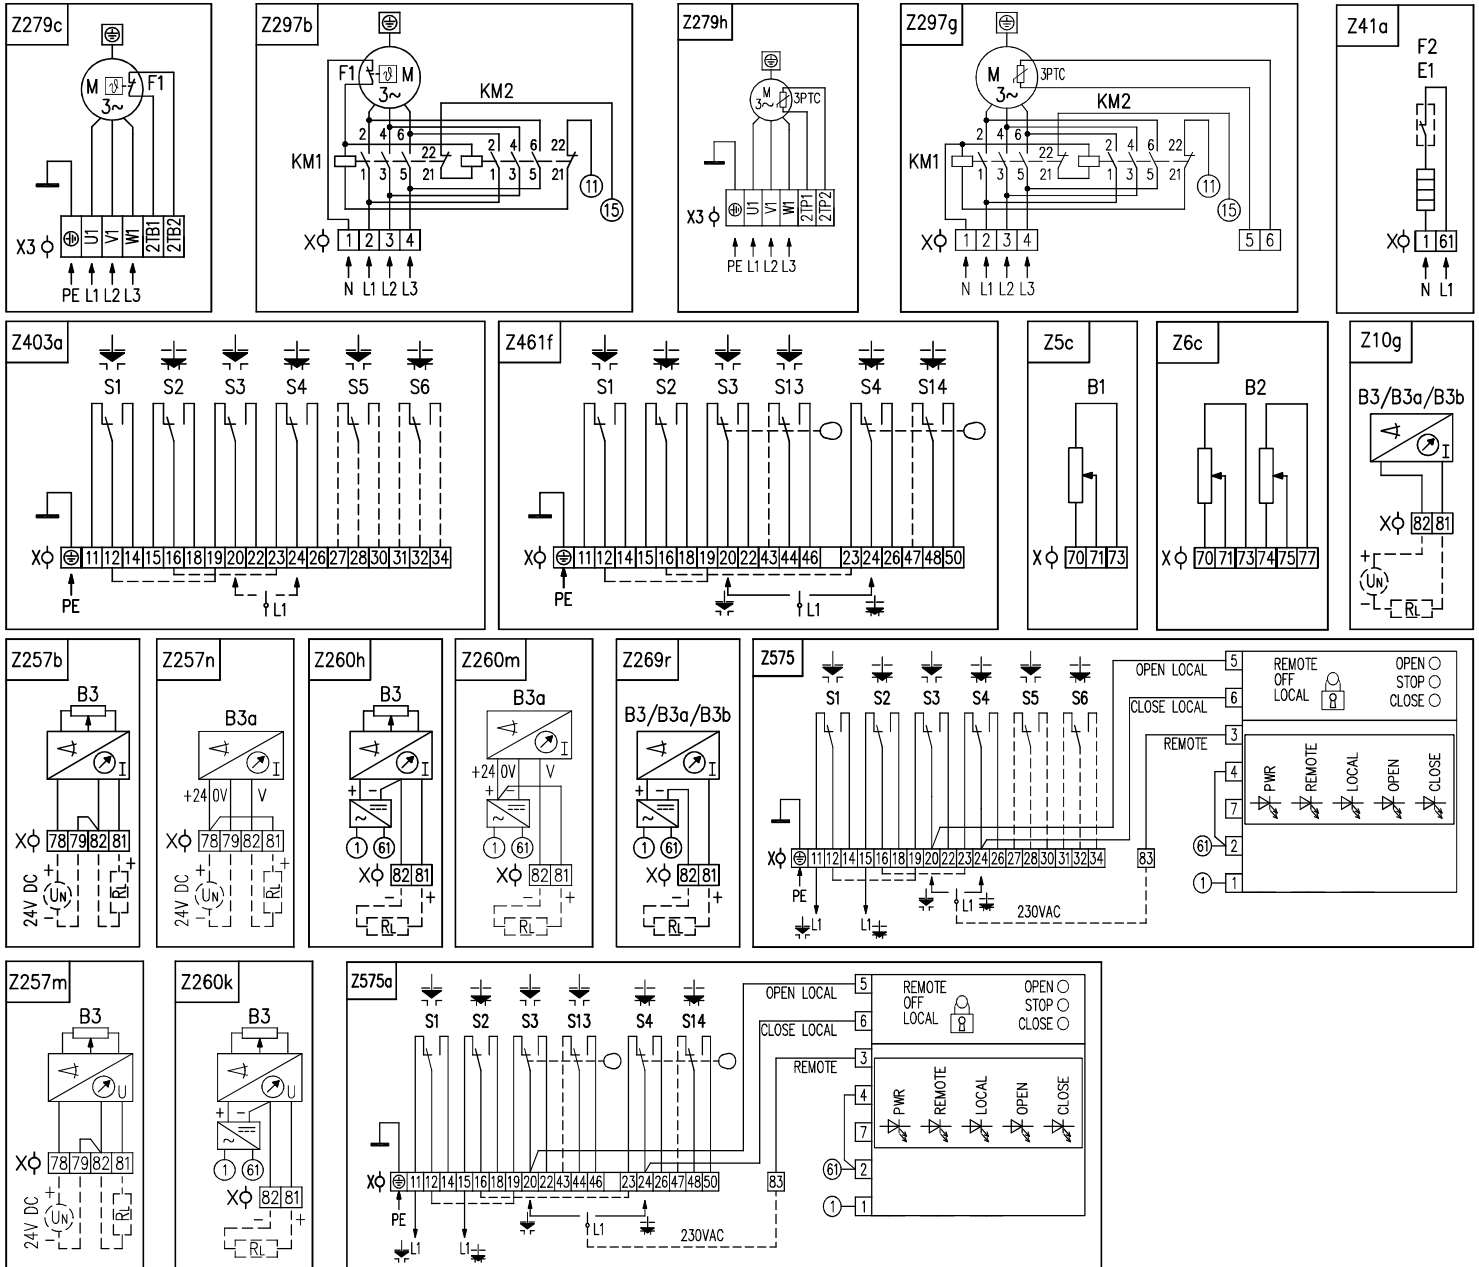 Z279c
M ϑ F1
3~
X3 U1 V1 W1 2TB1 2TB2
PE L1 L2 L3
Z297b
F1 ϑ M
3~
KM2
2 4 6 2 4 6 22
KM1 22
1 3 5 21 1 3 5 21
11
15
X 1 2 3 4
N L1 L2 L3
Z279h
M
3~ 3PTC
X3 U1 V1 W1 2TP1 2TP2
PE L1 L2 L3
Z297g
M 3PTC
3~
KM2
2 4 6 2 4 6 22
KM1 22
1 3 5 21 1 3 5 21
11
15
X 1 2 3 4 5 6
N L1 L2 L3
Z41a
F2
E1
X 1 61
N L1
Z403a
S1 S2 S3 S4 S5 S6
X 11 12 14 15 16 18 19 20 22 23 24 26 27 28 30 31 32 34
PE L1
Z461f
S1 S2 S3 S13 S4 S14
X 11 12 14 15 16 18 19 20 22 43 44 46 23 24 26 47 48 50
PE L1
Z5c
B1
X 70 71 73
Z6c
B2
X 70 71 73 74 75 77
Z10g
B3/B3a/B3b
I
X 82 81
+
UN
− RL
Z257b
B3
I
X 78 79 82 81
+ +
24V DC UN RL
−
Z257n
B3a
I
+24 0V V
X 78 79 82 81
+ +
24V DC UN RL
−
Z260h
B3
I
+ −
~
1 61
X 82 81
− +
RL
Z260m
B3a
I
+24 0V V
+ −
~
1 61
X 82 81
− +
RL
Z269r
B3/B3a/B3b
I
+ −
~
1 61
X 82 81
− +
RL
Z575
S1 S2 S3 S4 S5 S6
OPEN LOCAL 5
CLOSE LOCAL 6
REMOTE 3
4
7
61 2
1 1
REMOTE
OFF
LOCAL
OPEN
STOP
CLOSE
PWR REMOTE LOCAL OPEN CLOSE
X 11 12 14 15 16 18 19 20 22 23 24 26 27 28 30 31 32 34 83
PE
L1 L1 L1 230VAC
Z257m
B3
U
X 78 79 82 81
+ +
24V DC UN RL
−
Z260k
B3
U
+ −
~
1 61
X 82 81
− +
RL
Z575a
S1 S2 S3 S13 S4 S14
OPEN LOCAL 5
CLOSE LOCAL 6
REMOTE 3
4
7
61 2
1 1
REMOTE
OFF
LOCAL
OPEN
STOP
CLOSE
PWR REMOTE LOCAL OPEN CLOSE
X 11 12 14 15 16 18 19 20 22 43 44 46 23 24 26 47 48 50 83
PE
L1 L1 L1 230VAC